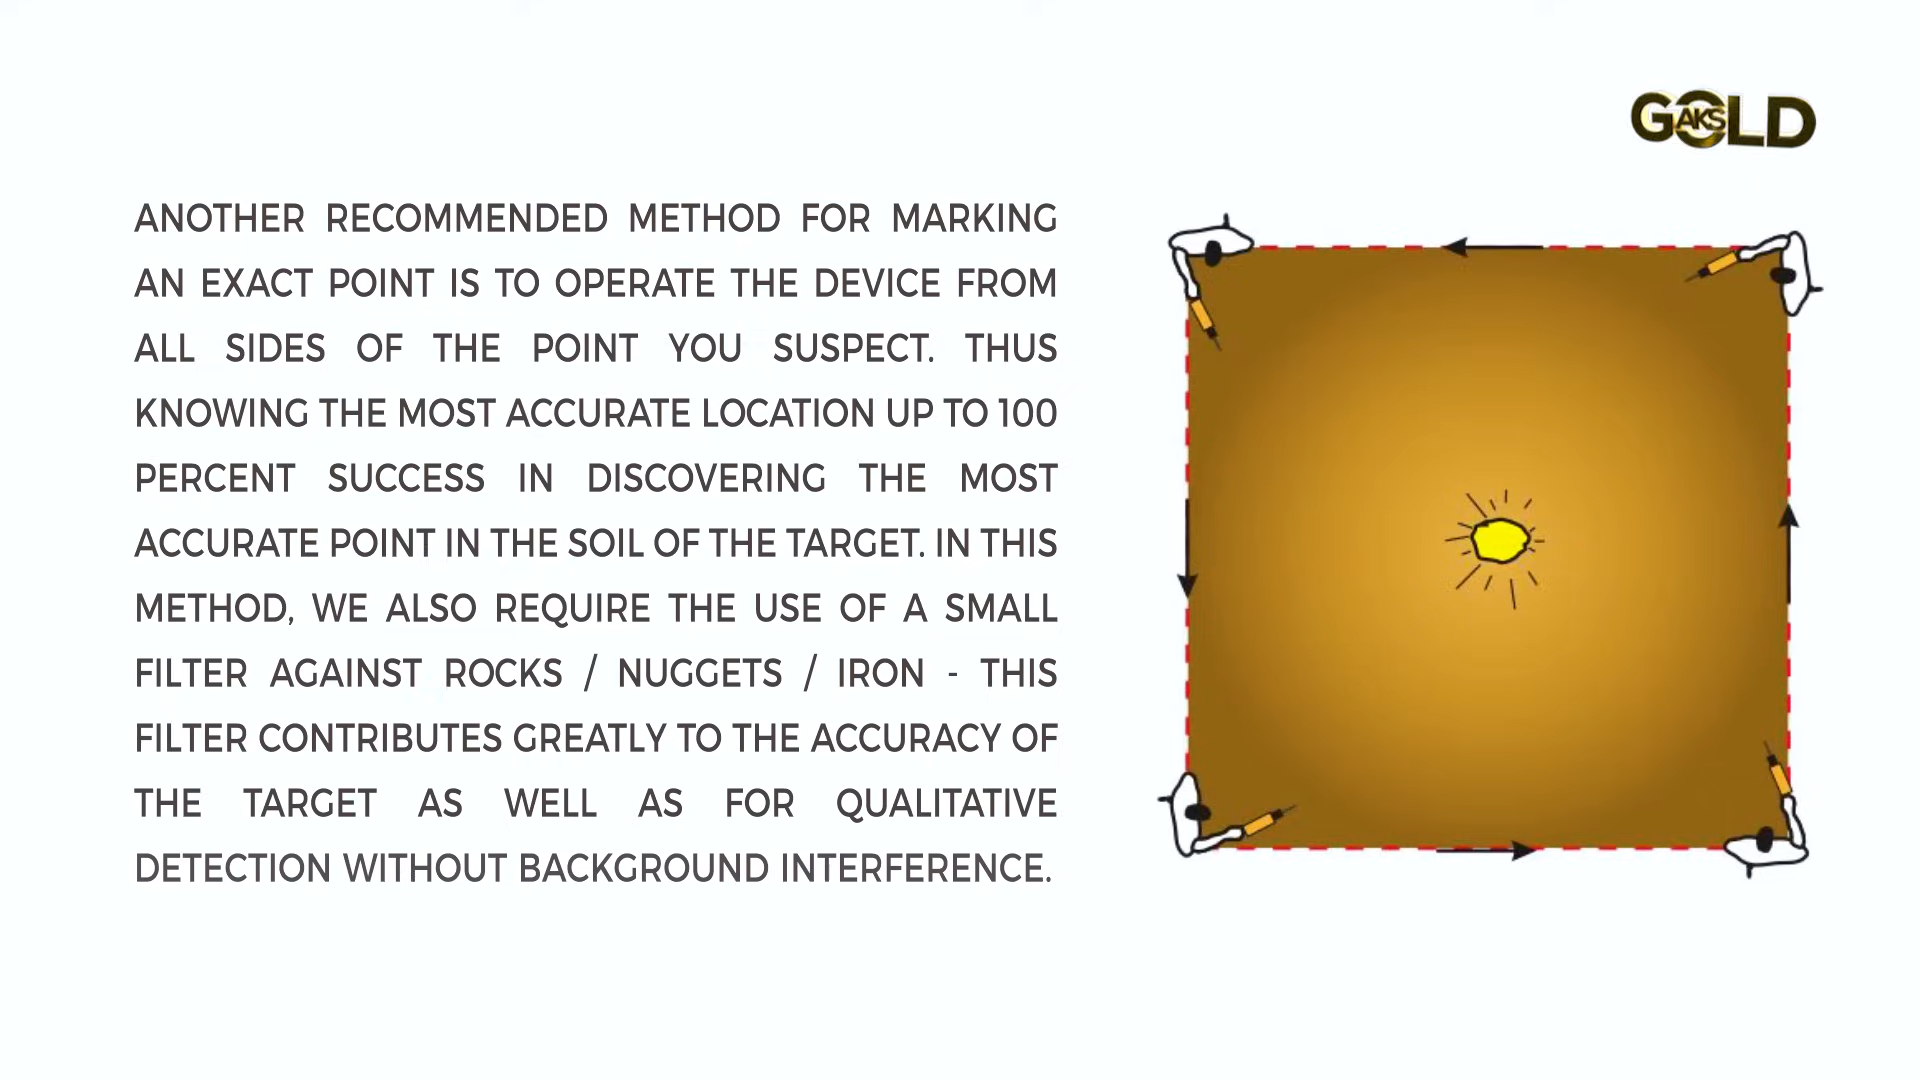 GOLD
AKS
ANOTHER RECOMMENDED METHOD FOR MARKING
AN EXACT POINT IS TO OPERATE THE DEVICE FROM
ALL SIDES OF THE POINT YOU SUSPECT. THUS
KNOWING THE MOST ACCURATE LOCATION UP TO 100
PERCENT SUCCESS IN DISCOVERING THE MOST
ACCURATE POINT IN THE SOIL OF THE TARGET. IN THIS
METHOD, WE ALSO REQUIRE THE USE OF A SMALL
FILTER AGAINST ROCKS / NUGGETS / IRON - THIS
FILTER CONTRIBUTES GREATLY TO THE ACCURACY OF
THE TARGET AS WELL AS FOR QUALITATIVE
DETECTION WITHOUT BACKGROUND INTERFERENCE.